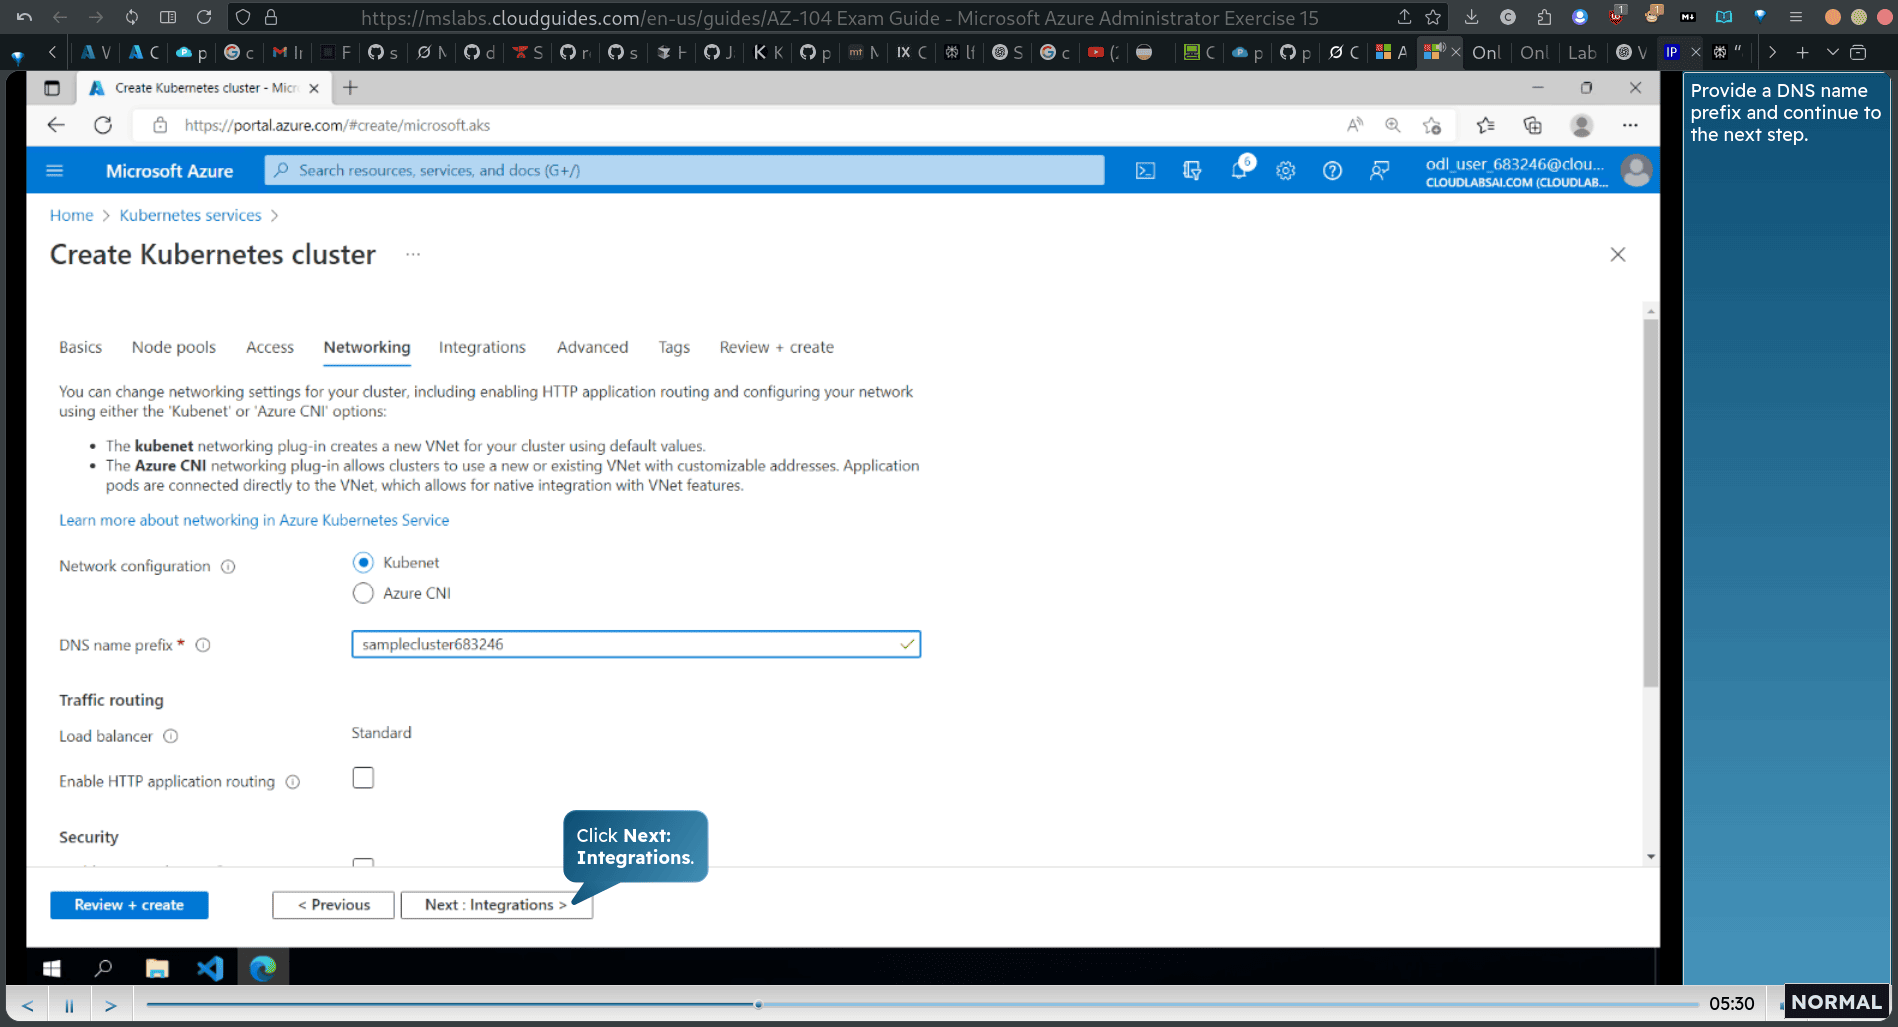 https://mslabs.cloudguides.com/en-us/guides/AZ-104 Exam Guide - Microsoft Azure Administrator Exercise 15
Onl
Onl
Lab
Create Kubernetes cluster - Micr
https://portal.azure.com/#create/microsoft.aks
Microsoft Azure
Search resources, services, and docs (G+/)
6
odl_user_683246@clou...
CLOUDLABSAI.COM (CLOUDLAB...
Home > Kubernetes services >
Create Kubernetes cluster ...
Basics
Node pools
Access
Networking
Integrations
Advanced
Tags
Review + create
You can change networking settings for your cluster, including enabling HTTP application routing and configuring your network
using either the 'Kubenet' or 'Azure CNI' options:
• The kubenet networking plug-in creates a new VNet for your cluster using default values.
• The Azure CNI networking plug-in allows clusters to use a new or existing VNet with customizable addresses. Application
pods are connected directly to the VNet, which allows for native integration with VNet features.
Learn more about networking in Azure Kubernetes Service
Network configuration
Kubenet
Azure CNI
DNS name prefix *
samplecluster683246
Traffic routing
Load balancer
Standard
Enable HTTP application routing
Security
Click Next:
Integrations.
Review + create
< Previous
Next : Integrations >
Provide a DNS name
prefix and continue to
the next step.
05:30
NORMAL